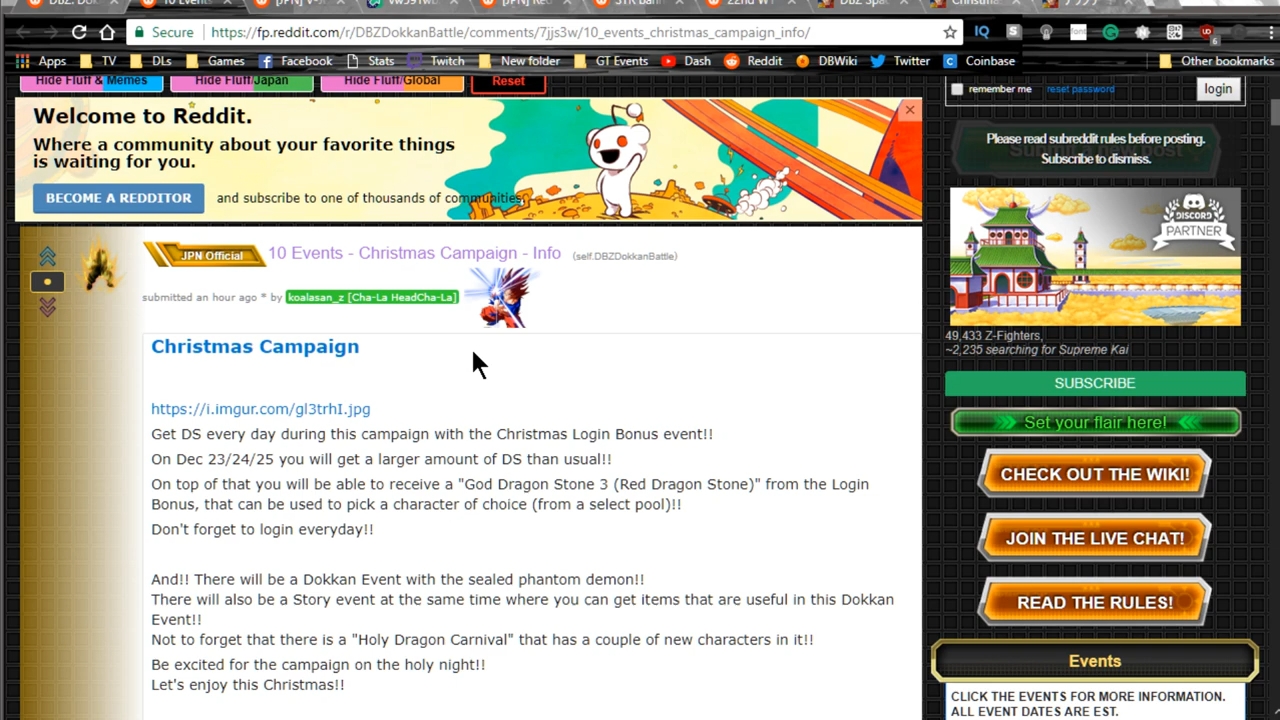 DBZ: Dok
10 Events
[JPN] Re
22nd WT
DBZ Spa
Christma
Secure
https://fp.reddit.com/r/DBZDokkanBattle/comments/7jjs3w/10_events_christmas_campaign_info/
6
Apps TV DLs Games Facebook Stats Twitch New folder GT Events Dash Reddit DBWiki Twitter Coinbase Other bookmarks
Hide Fluff & Memes Hide Fluff/Japan Hide Fluff/Global Reset
remember me reset password login
Welcome to Reddit.
Where a community about your favorite things
is waiting for you.
BECOME A REDDITOR and subscribe to one of thousands of communities.
Please read subreddit rules before posting.
Subscribe to dismiss.
DISCORD
PARTNER
JPN Official 10 Events - Christmas Campaign - Info (self.DBZDokkanBattle)
submitted an hour ago * by koalasan_z [Cha-La HeadCha-La]
Christmas Campaign
https://i.imgur.com/gl3trhI.jpg
Get DS every day during this campaign with the Christmas Login Bonus event!!
On Dec 23/24/25 you will get a larger amount of DS than usual!!
On top of that you will be able to receive a "God Dragon Stone 3 (Red Dragon Stone)" from the Login
Bonus, that can be used to pick a character of choice (from a select pool)!!
Don't forget to login everyday!!
And!! There will be a Dokkan Event with the sealed phantom demon!!
There will also be a Story event at the same time where you can get items that are useful in this Dokkan
Event!!
Not to forget that there is a "Holy Dragon Carnival" that has a couple of new characters in it!!
Be excited for the campaign on the holy night!!
Let's enjoy this Christmas!!
49,433 Z-Fighters,
~2,235 searching for Supreme Kai
SUBSCRIBE
Set your flair here!
CHECK OUT THE WIKI!
JOIN THE LIVE CHAT!
READ THE RULES!
Events
CLICK THE EVENTS FOR MORE INFORMATION.
ALL EVENT DATES ARE EST.